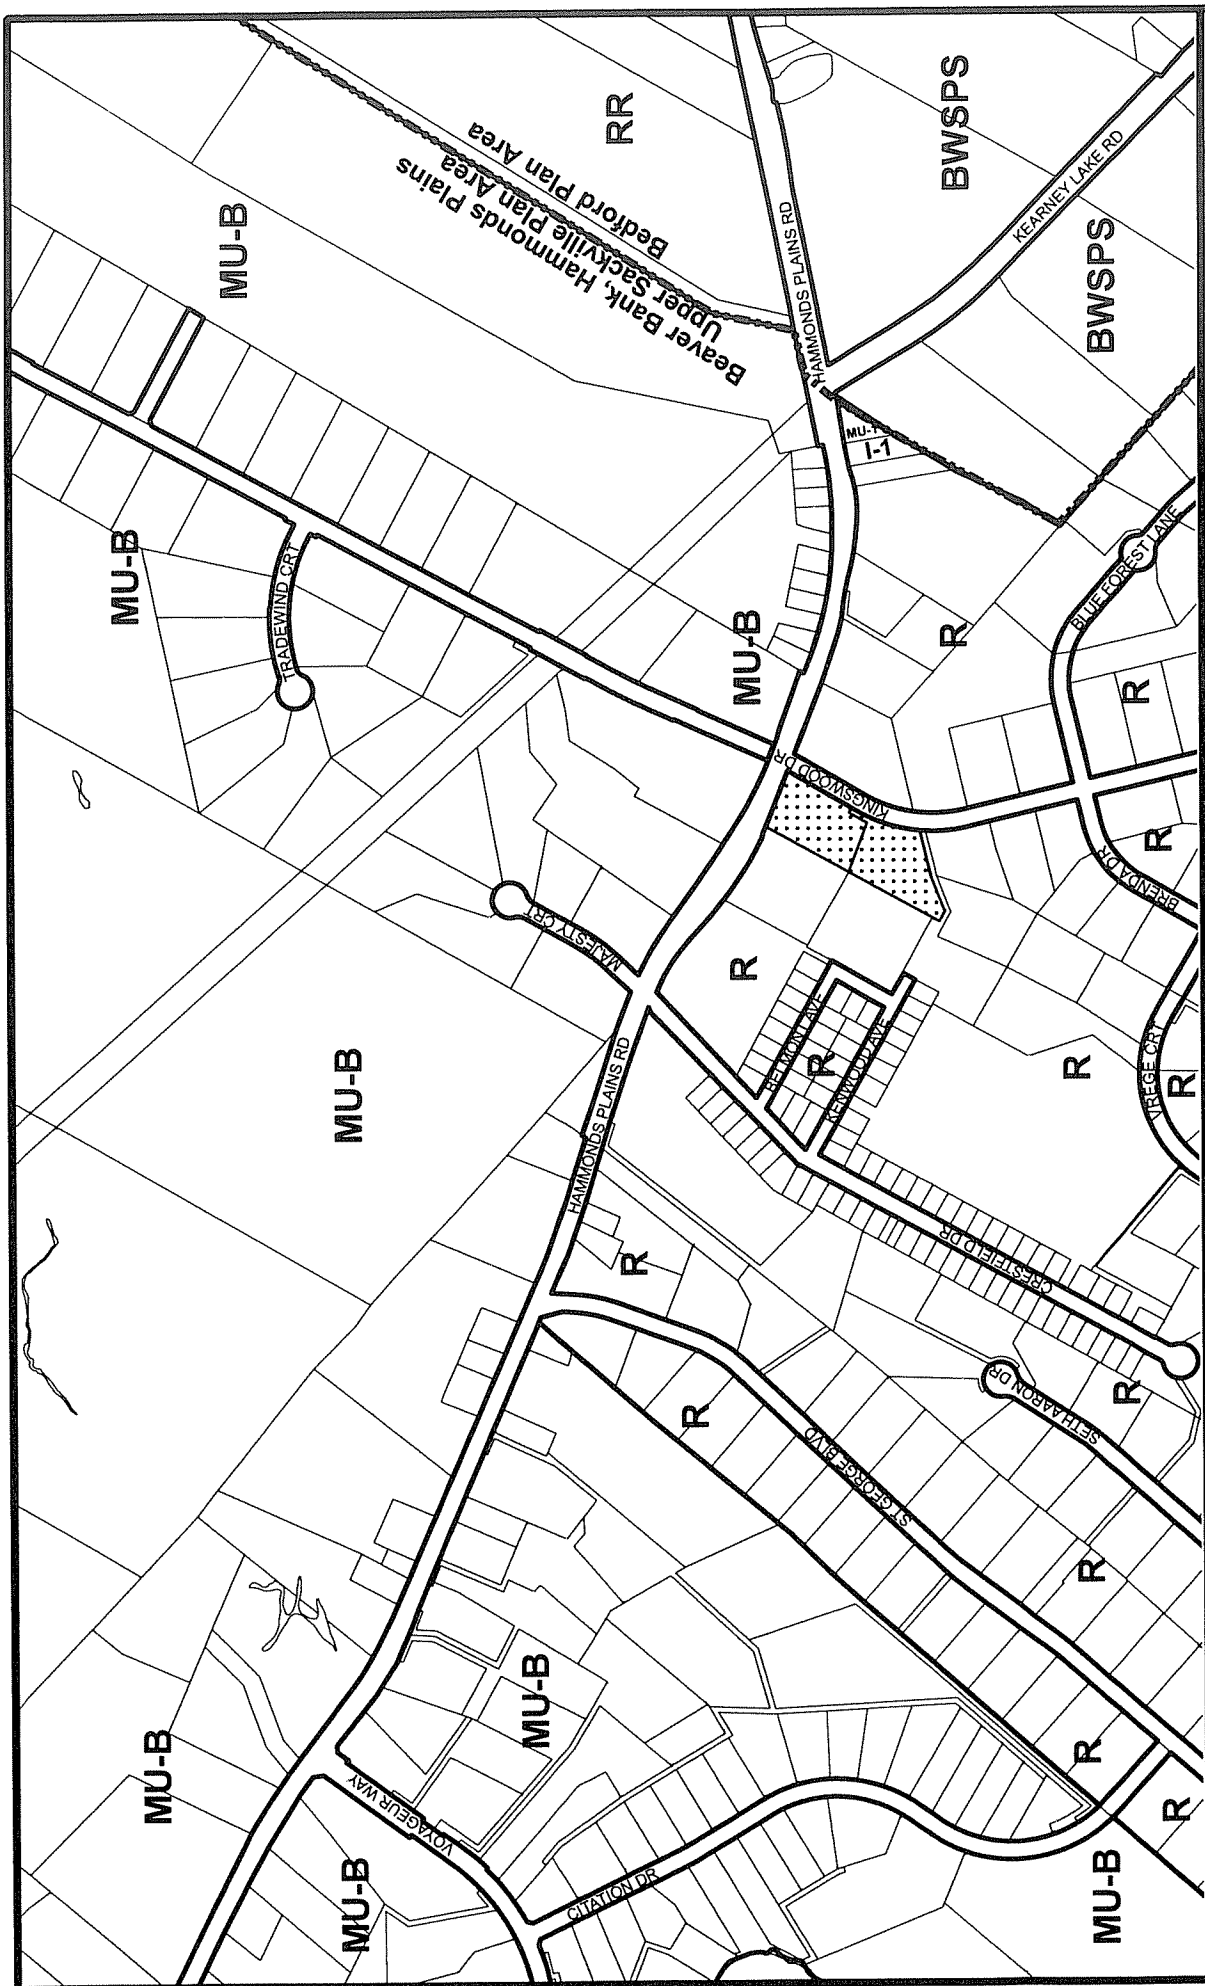 RR
BWSPS
MU-B
Beaver Bank, Hammonds Plains
Upper Sackville Plan Area
Bedford Plan Area
HAMMONDS PLAINS RD
KEARNEY LAKE RD
BWSPS
HAMMONDS PLAINS RD
I-1
MU-B
TRADEWIND CRT
MU-B
R
BLUE FOREST LANE
R
KINGSWOOD DR
R
BRENDA DR
MAJESTY CRT
R
BELMONT AVE
R
KENWOOD AVE
R
VREGE CRT
R
MU-B
HAMMONDS PLAINS RD
R
CRESTFIELD DR
R
SETH AARON DR
R
ST GEORGE BLVD
R
MU-B
MU-B
R
R
VOYAGEUR WAY
MU-B
CITATION DR
MU-B